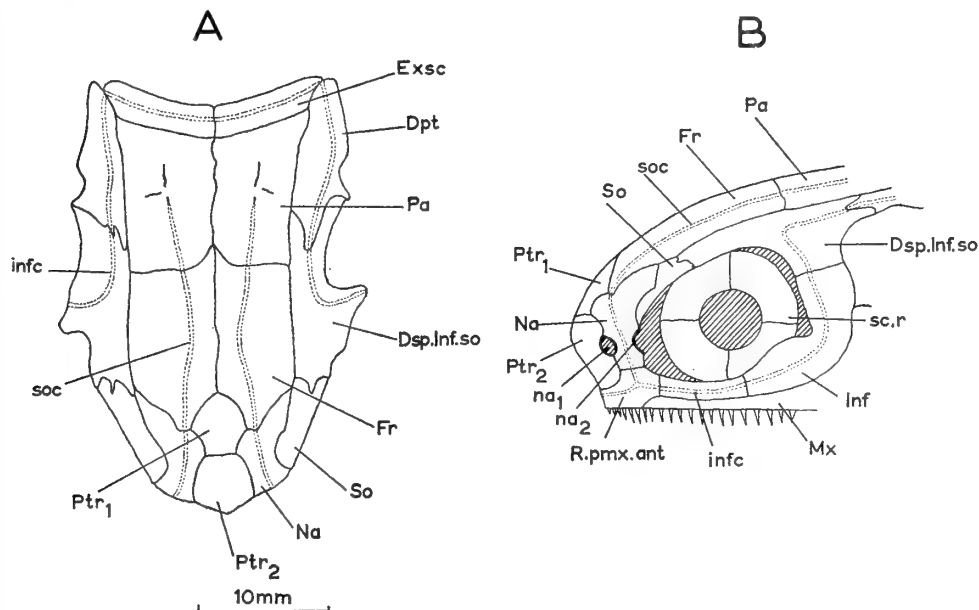 A
Exsc
Dpt
Pa
infc
Dsp.Inf.so
soc
Fr
Ptr1
So
Na
Ptr2
10mm
B
Pa
Fr
soc
So
Ptr1
Dsp.Inf.so
Na
sc.r
Ptr2
na1
na2
Inf
R.pmx.ant
infc
Mx